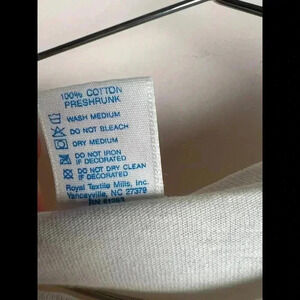 100% COTTON
PRESHRUNK
WASH MEDIUM
DO NOT BLEACH
DRY MEDIUM
DO NOT IRON
IF DECORATED
DO NOT DRY CLEAN
IF DECORATED
Royal Textile Mills, Inc.
Yanceyville, NC 27379
RN